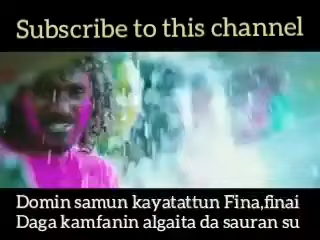 Subscribe to this channel
Domin samun kayatattun Fina,finai
Daga kamfanin algaita da sauran su